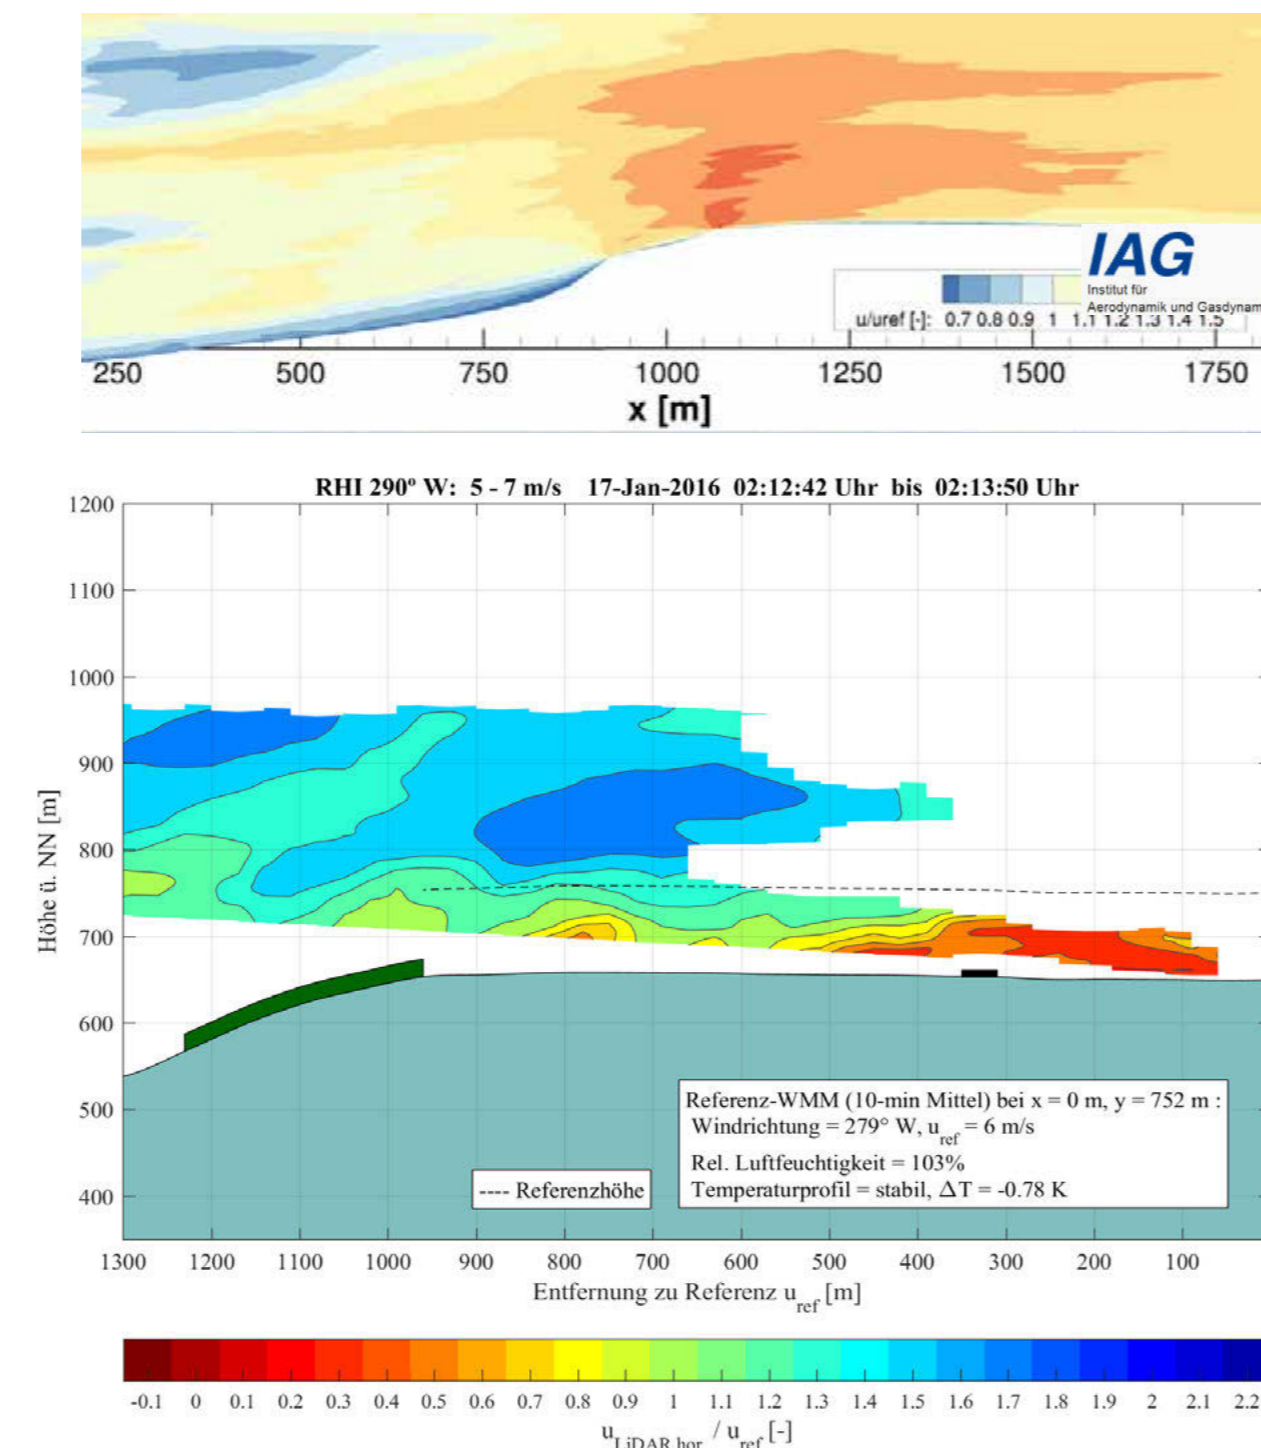 IAG
Institut für
Aerodynamik und Gasdynam
u/uref [-]: 0.7 0.8 0.9 1 1.1 1.2 1.3 1.4 1.5
250 500 750 1000 1250 1500 1750
x [m]
RHI 290° W: 5 - 7 m/s 17-Jan-2016 02:12:42 Uhr bis 02:13:50 Uhr
1200
1100
1000
900
800
700
600
500
400
Höhe ü. NN [m]
Referenz-WMM (10-min Mittel) bei x = 0 m, y = 752 m :
Windrichtung = 279° W, u_ref = 6 m/s
Rel. Luftfeuchtigkeit = 103%
Temperaturprofil = stabil, ΔT = -0.78 K
---- Referenzhöhe
1300 1200 1100 1000 900 800 700 600 500 400 300 200 100
Entfernung zu Referenz u_ref [m]
-0.1 0 0.1 0.2 0.3 0.4 0.5 0.6 0.7 0.8 0.9 1 1.1 1.2 1.3 1.4 1.5 1.6 1.7 1.8 1.9 2 2.1 2.2
u_LiDAR hor / u_ref [-]